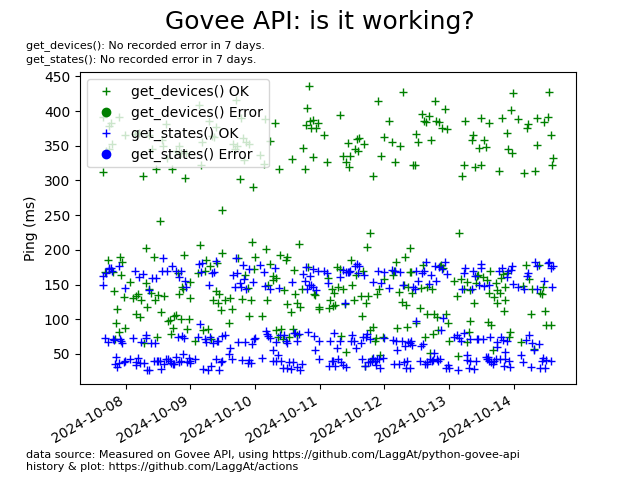 Govee API: is it working?
get_devices(): No recorded error in 7 days.
get_states(): No recorded error in 7 days.
get_devices() OK
get_devices() Error
get_states() OK
get_states() Error
450
400
350
300
250
200
150
100
50
Ping (ms)
2024-10-08
2024-10-09
2024-10-10
2024-10-11
2024-10-12
2024-10-13
2024-10-14
data source: Measured on Govee API, using https://github.com/LaggAt/python-govee-api
history & plot: https://github.com/LaggAt/actions